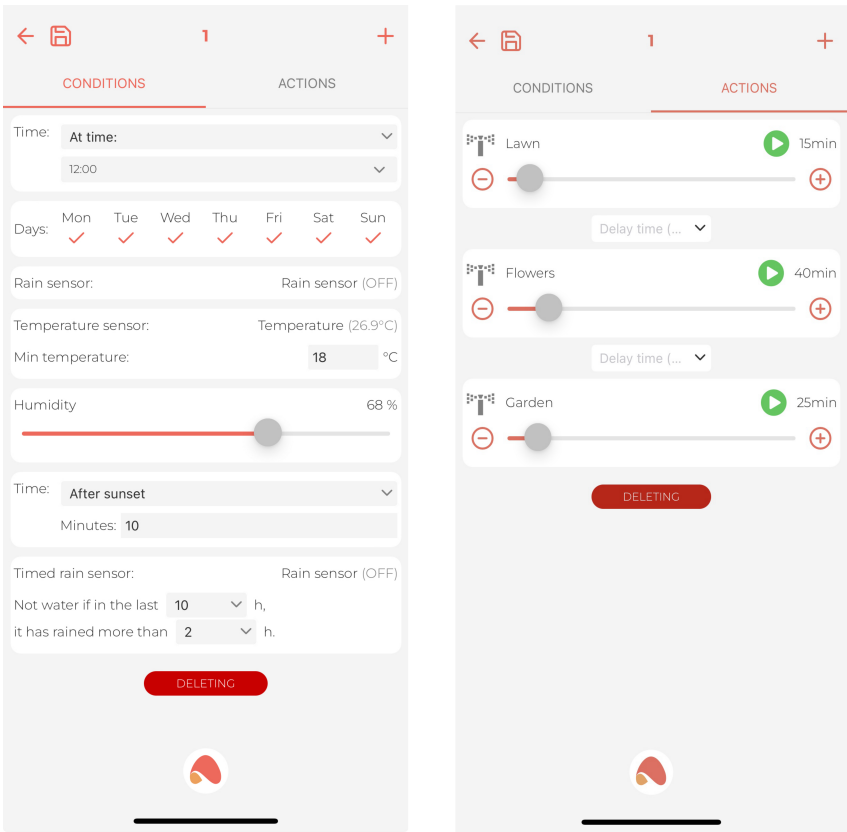 1
CONDITIONS ACTIONS
Time: At time:
12:00
Mon Tue Wed Thu Fri Sat Sun
Days:
Rain sensor: Rain sensor (OFF)
Temperature sensor: Temperature (26.9°C)
Min temperature: 18 °C
Humidity 68 %
Time: After sunset
Minutes: 10
Timed rain sensor: Rain sensor (OFF)
Not water if in the last 10 h,
it has rained more than 2 h.
DELETING
1
CONDITIONS ACTIONS
Lawn 15min
Delay time (...
Flowers 40min
Delay time (...
Garden 25min
DELETING